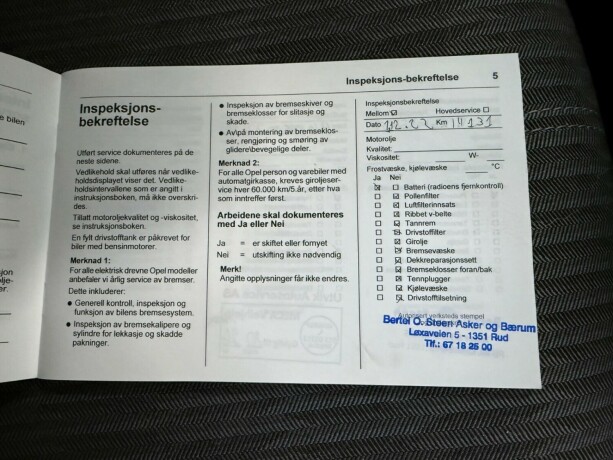 Inspeksjons-bekreftelse 5
Inspeksjons-
bekreftelse
Utført service dokumenteres på de
neste sidene.
Vedlikehold skal utføres når vedlike-
holdsdisplayet viser det. Vedlike-
holdsintervallene som er angitt i
instruksjonsboken, må ikke overskri-
des.
Tillatt motoroljekvalitet og -viskositet,
se instruksjonsboken.
En fylt drivstofftank er påkrevet for
biler med bensinmotorer.
Merknad 1:
For alle elektrisk drevne Opel modeller
anbefaler vi årlig service av bremser.
Dette inkluderer:
● Generell kontroll, inspeksjon og
funksjon av bilens bremsesystem.
● Inspeksjon av bremsekalipere og
sylindre for lekkasje og skadde
pakninger.
● Inspeksjon av bremseskiver og
bremseklosser for slitasje og
skade.
● Av\på montering av bremseklos-
ser, rengjøring og smøring av
glidere\bevegelige deler.
Merknad 2:
For alle Opel person og varebiler med
automatgirkasse, kreves giroljeser-
vice hver 60.000 km/5 år, etter hva
som inntreffer først.
Arbeidene skal dokumenteres
med Ja eller Nei
Ja = er skiftet eller fornyet
Nei = utskifting ikke nødvendig
Merk!
Angitte opplysninger får ikke endres.
Inspeksjonsbekreftelse
Mellom ☑ Hovedservice ☐
Dato Km 14131
Motorolje
Kvalitet:
Viskositet: W-
Frostvæske, kjølevæske °C
Ja Nei
Batteri (radioens fjernkontroll)
Pollenfilter
Luftfilterinnsats
Ribbet v-belte
Tannrem
Drivstoffilter
Girolje
Bremsevæske
Dekkreparasjonssett
Bremseklosser foran/bak
Tennplugger
Kjølevæske
Drivstofftilsetning
Autorisert verksteds stempel
Bertel O. Steen Asker og Bærum
Laxaveien 5 - 1351 Rud
Tlf.: 67 18 25 00